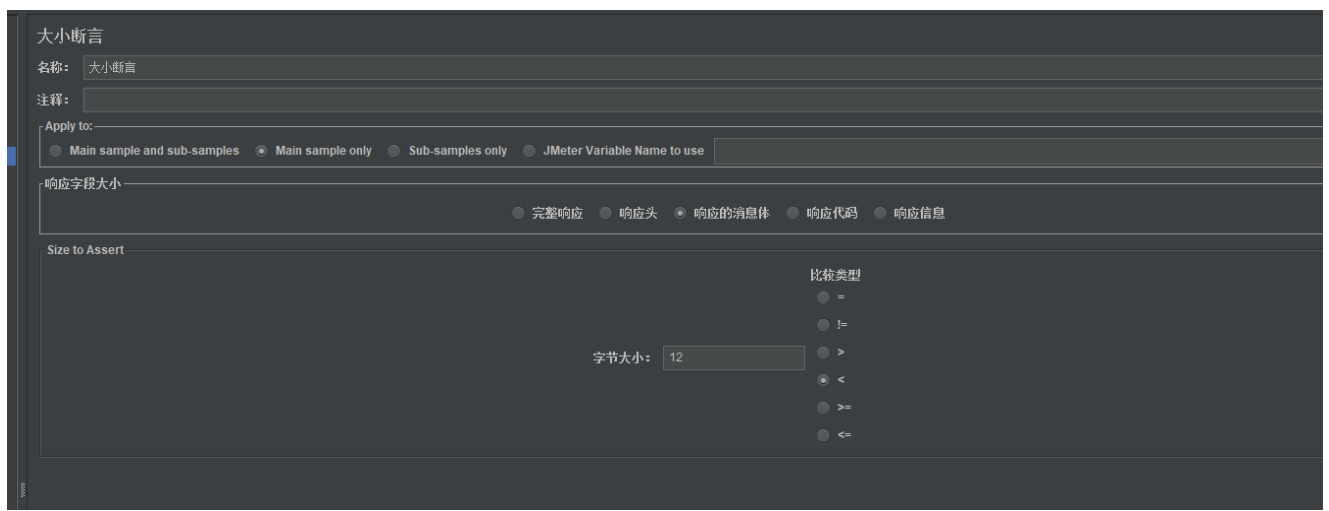 大小断言
名称： 大小断言
注释：
Apply to:
Main sample and sub-samples Main sample only Sub-samples only JMeter Variable Name to use
响应字段大小
完整响应 响应头 响应的消息体 响应代码 响应信息
Size to Assert
比较类型
=
!=
字节大小： 12
>
<
>=
<=